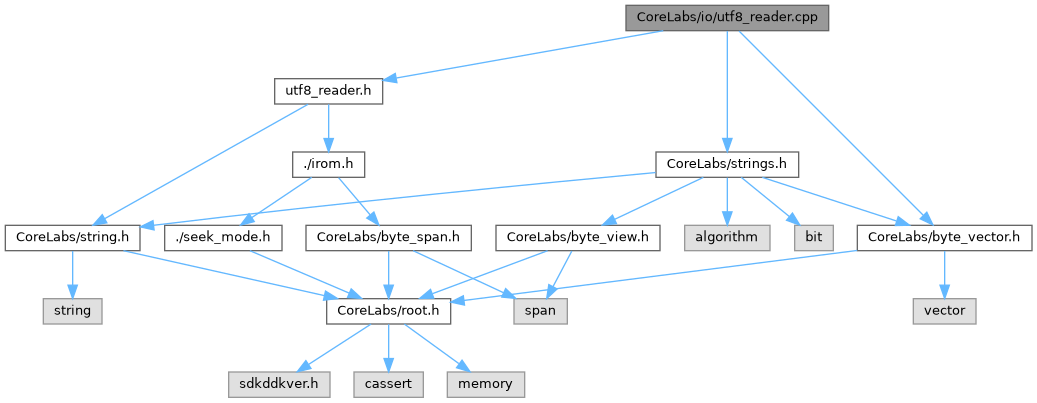 CoreLabs/io/utf8_reader.cpp
utf8_reader.h
./irom.h
CoreLabs/strings.h
CoreLabs/string.h
./seek_mode.h
CoreLabs/byte_span.h
CoreLabs/byte_view.h
algorithm
bit
CoreLabs/byte_vector.h
string
CoreLabs/root.h
span
vector
sdkddkver.h
cassert
memory